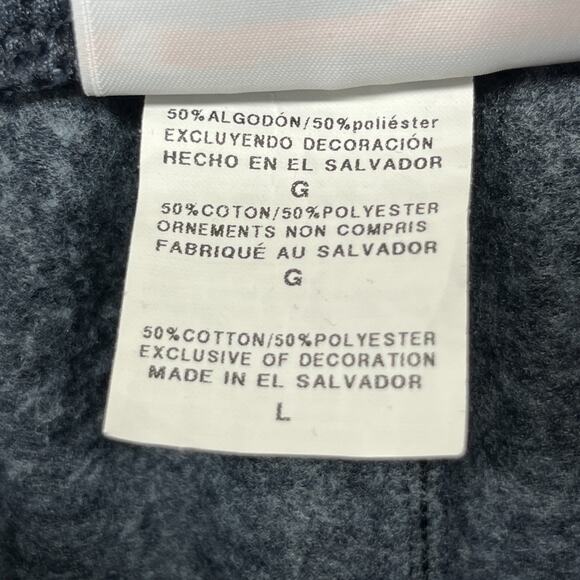 50%ALGODÓN/50%poliéster
EXCLUYENDO DECORACIÓN
HECHO EN EL SALVADOR
G
50%COTON/50%POLYESTER
ORNEMENTS NON COMPRIS
FABRIQUÉ AU SALVADOR
G
50%COTTON/50%POLYESTER
EXCLUSIVE OF DECORATION
MADE IN EL SALVADOR
L